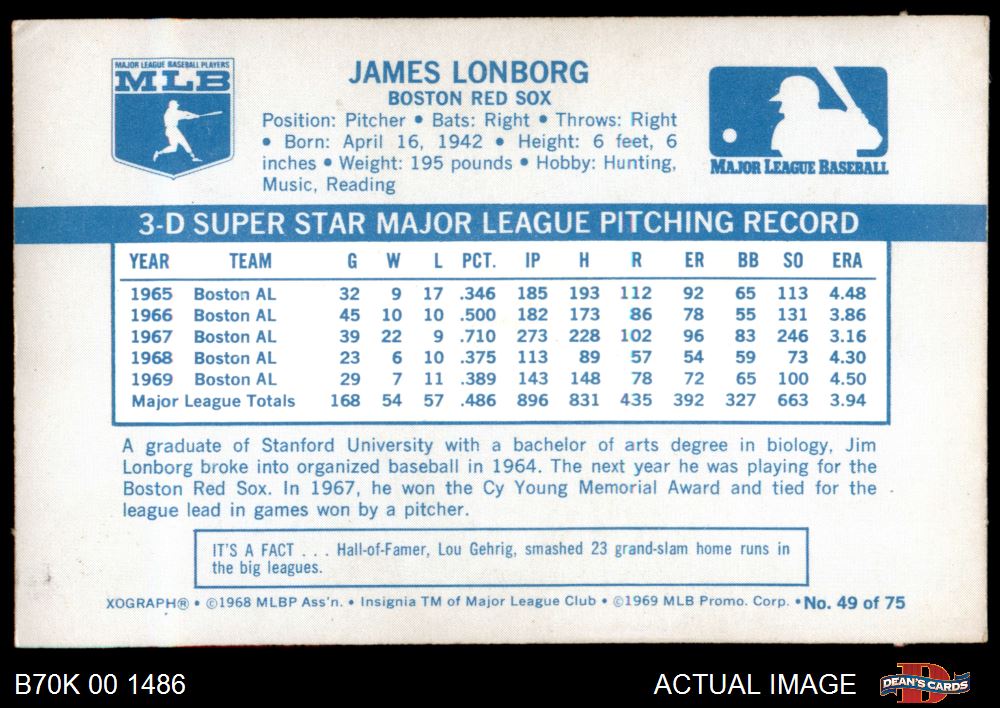 MAJOR LEAGUE BASEBALL PLAYERS
MLB
JAMES LONBORG
BOSTON RED SOX
Position: Pitcher • Bats: Right • Throws: Right
• Born: April 16, 1942 • Height: 6 feet, 6
inches • Weight: 195 pounds • Hobby: Hunting,
Music, Reading
MAJOR LEAGUE BASEBALL
3-D SUPER STAR MAJOR LEAGUE PITCHING RECORD
YEAR TEAM G W L PCT. IP H R ER BB SO ERA
1965 Boston AL 32 9 17 .346 185 193 112 92 65 113 4.48
1966 Boston AL 45 10 10 .500 182 173 86 78 55 131 3.86
1967 Boston AL 39 22 9 .710 273 228 102 96 83 246 3.16
1968 Boston AL 23 6 10 .375 113 89 57 54 59 73 4.30
1969 Boston AL 29 7 11 .389 143 148 78 72 65 100 4.50
Major League Totals 168 54 57 .486 896 831 435 392 327 663 3.94
A graduate of Stanford University with a bachelor of arts degree in biology, Jim
Lonborg broke into organized baseball in 1964. The next year he was playing for the
Boston Red Sox. In 1967, he won the Cy Young Memorial Award and tied for the
league lead in games won by a pitcher.
IT'S A FACT . . . Hall-of-Famer, Lou Gehrig, smashed 23 grand-slam home runs in
the big leagues.
XOGRAPH® • ©1968 MLBP Ass'n. • Insignia TM of Major League Club • ©1969 MLB Promo. Corp. • No. 49 of 75
B70K 00 1486
ACTUAL IMAGE
D
DEAN'S CARDS